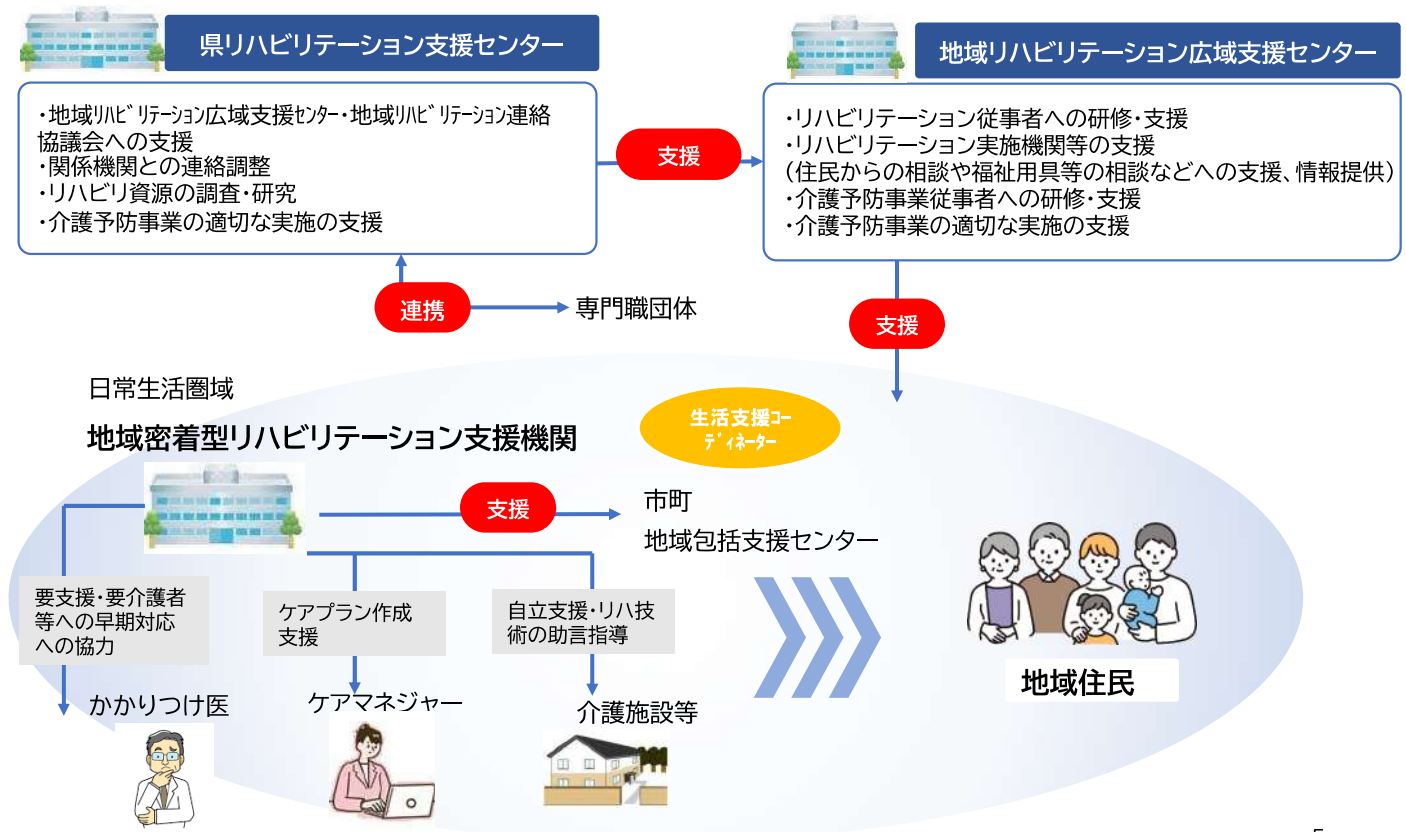 県リハビリテーション支援センター
・地域ﾘﾊﾋﾞﾘﾃｰｼｮﾝ広域支援ｾﾝﾀｰ・地域ﾘﾊﾋﾞﾘﾃｰｼｮﾝ連絡
協議会への支援
・関係機関との連絡調整
・リハビリ資源の調査・研究
・介護予防事業の適切な実施の支援
支援
地域リハビリテーション広域支援センター
・リハビリテーション従事者への研修・支援
・リハビリテーション実施機関等の支援
(住民からの相談や福祉用具等の相談などへの支援、情報提供)
・介護予防事業従事者への研修・支援
・介護予防事業の適切な実施の支援
連携
専門職団体
支援
日常生活圏域
地域密着型リハビリテーション支援機関
生活支援ｺｰ
ﾃﾞｨﾈｰﾀｰ
支援
市町
地域包括支援センター
要支援・要介護者
等への早期対応
への協力
ケアプラン作成
支援
自立支援・リハ技
術の助言指導
かかりつけ医
ケアマネジャー
介護施設等
地域住民